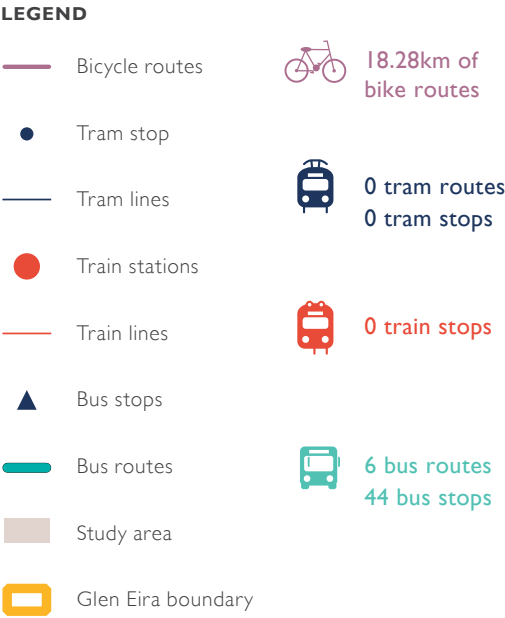 LEGEND
Bicycle routes
Tram stop
Tram lines
Train stations
Train lines
Bus stops
Bus routes
Study area
Glen Eira boundary
18.28km of
bike routes
0 tram routes
0 tram stops
0 train stops
6 bus routes
44 bus stops